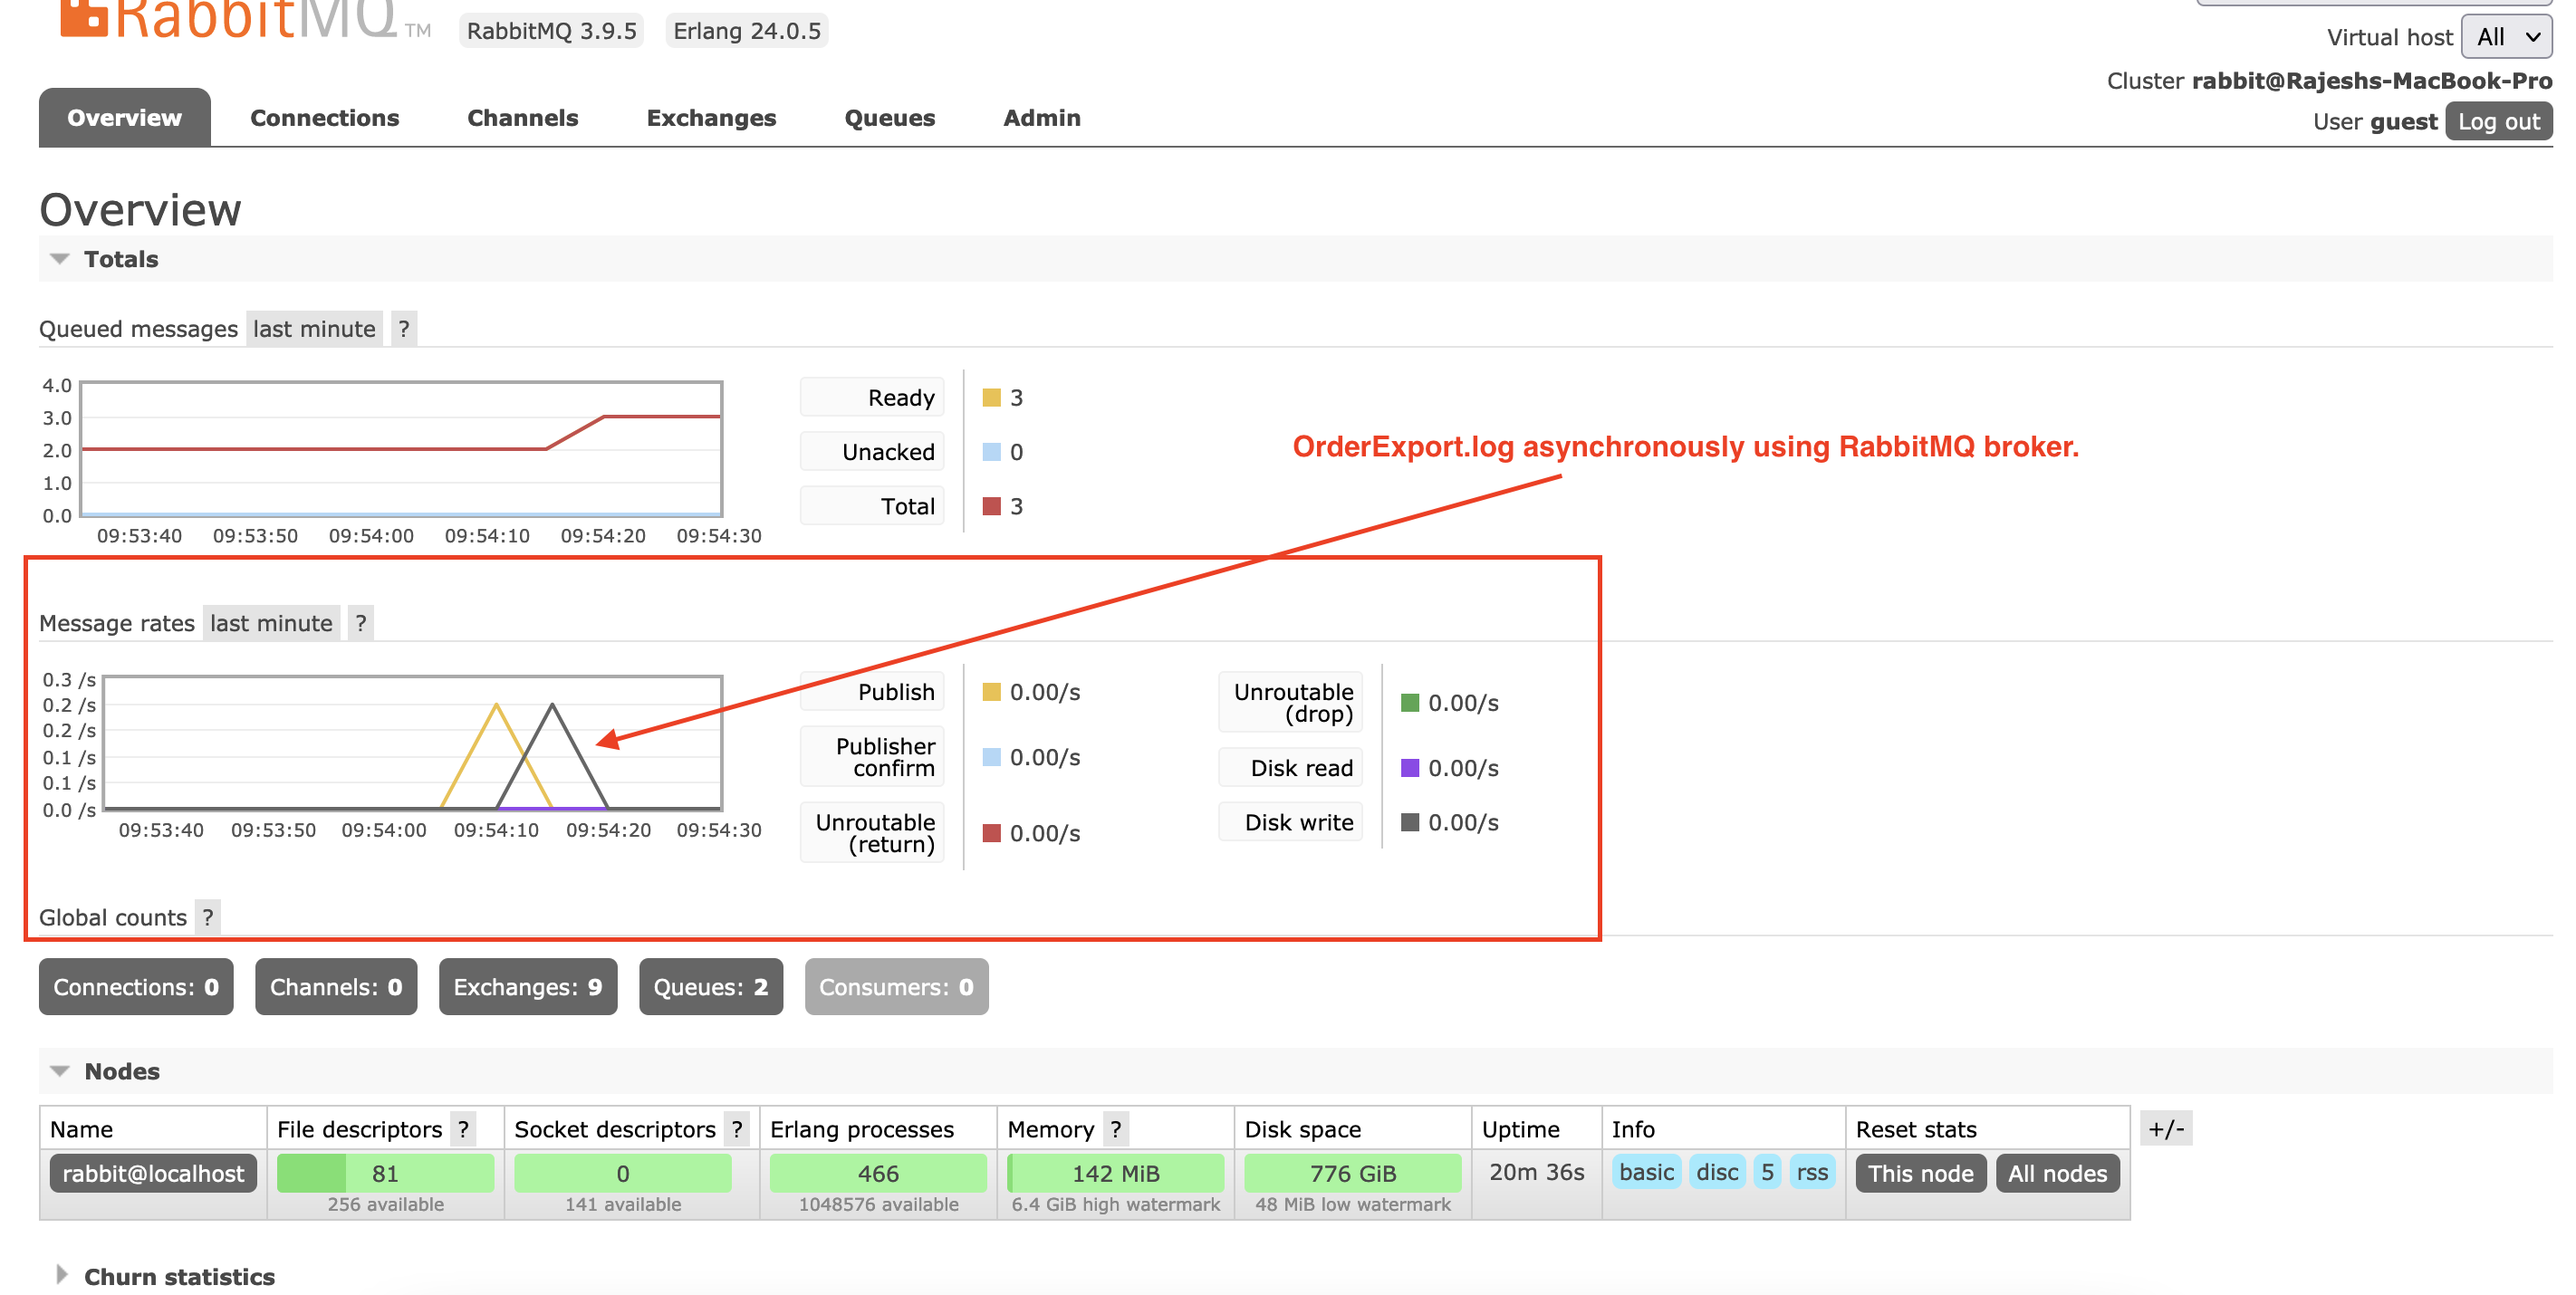 RabbitMQ TM RabbitMQ 3.9.5 Erlang 24.0.5
Virtual host All
Cluster rabbit@Rajeshs-MacBook-Pro
User guest Log out
Overview Connections Channels Exchanges Queues Admin
Overview
Totals
Queued messages last minute ?
4.0
3.0
2.0
1.0
0.0
09:53:40 09:53:50 09:54:00 09:54:10 09:54:20 09:54:30
Ready 3
Unacked 0
Total 3
OrderExport.log asynchronously using RabbitMQ broker.
Message rates last minute ?
0.3 /s
0.2 /s
0.2 /s
0.1 /s
0.1 /s
0.0 /s
09:53:40 09:53:50 09:54:00 09:54:10 09:54:20 09:54:30
Publish 0.00/s
Publisher
confirm 0.00/s
Unroutable
(return) 0.00/s
Unroutable
(drop) 0.00/s
Disk read 0.00/s
Disk write 0.00/s
Global counts ?
Connections: 0 Channels: 0 Exchanges: 9 Queues: 2 Consumers: 0
Nodes
Name File descriptors ? Socket descriptors ? Erlang processes Memory ? Disk space Uptime Info Reset stats +/-
rabbit@localhost 81 0 466 142 MiB 776 GiB 20m 36s basic disc 5 rss This node All nodes
256 available 141 available 1048576 available 6.4 GiB high watermark 48 MiB low watermark
Churn statistics